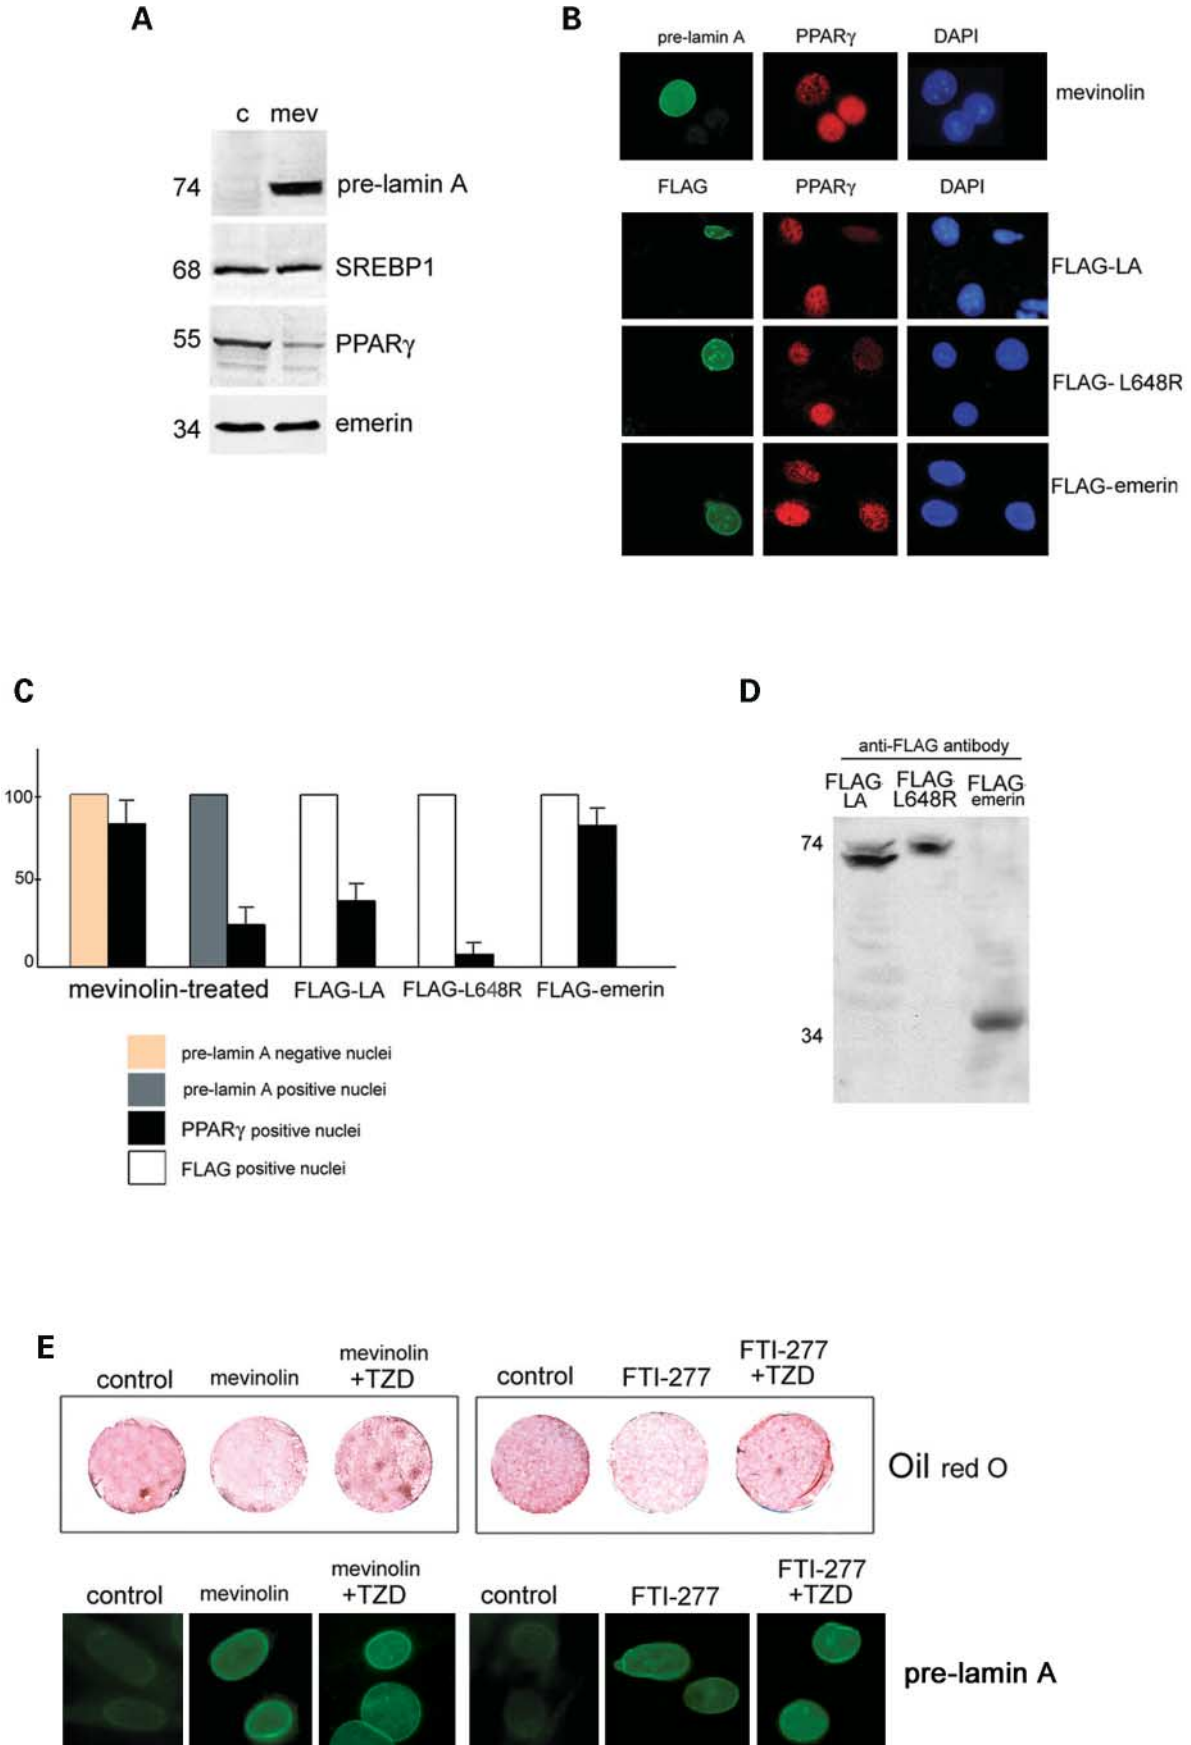 A
c mev
74 pre-lamin A
68 SREBP1
55 PPARγ
34 emerin
B
pre-lamin A PPARγ DAPI
mevinolin
FLAG PPARγ DAPI
FLAG-LA
FLAG- L648R
FLAG-emerin
C
100
50
0
mevinolin-treated FLAG-LA FLAG-L648R FLAG-emerin
pre-lamin A negative nuclei
pre-lamin A positive nuclei
PPARγ positive nuclei
FLAG positive nuclei
D
anti-FLAG antibody
FLAG FLAG FLAG
LA L648R emerin
74
34
E
control mevinolin mevinolin
+TZD
control FTI-277 FTI-277
+TZD
Oil red O
control mevinolin mevinolin
+TZD
control FTI-277 FTI-277
+TZD
pre-lamin A